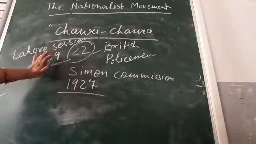 The Nationalist Movement
Chauri-Chaura
Lahore session
22
British
Policemen
Simon Commission
1927